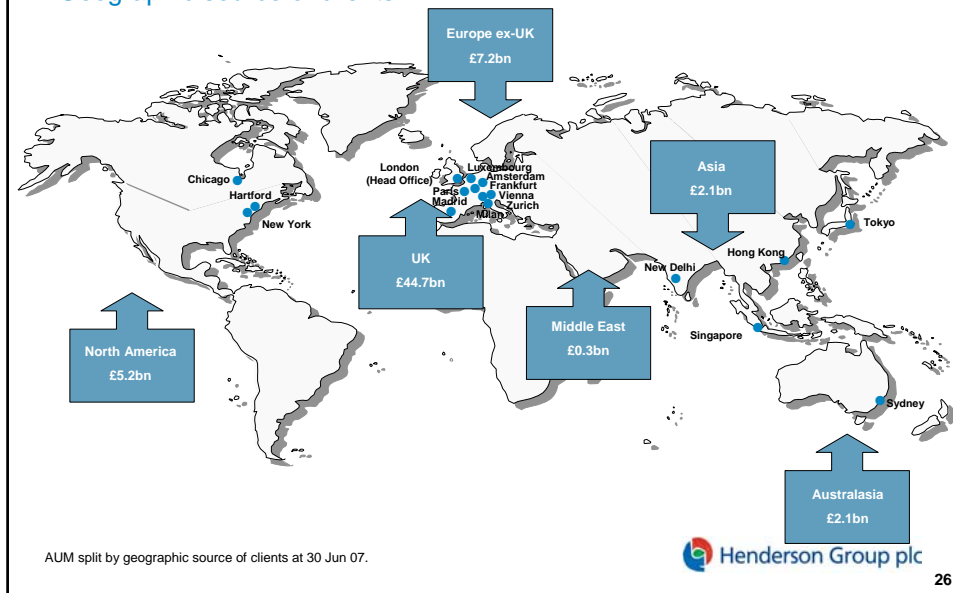 Europe ex-UK
£7.2bn
London
(Head Office)
Luxembourg
Amsterdam
Frankfurt
Paris
Vienna
Madrid
Zurich
Milan
Chicago
Hartford
New York
Asia
£2.1bn
Tokyo
Hong Kong
New Delhi
UK
£44.7bn
Middle East
£0.3bn
Singapore
North America
£5.2bn
Sydney
Australasia
£2.1bn
AUM split by geographic source of clients at 30 Jun 07.
Henderson Group plc
26